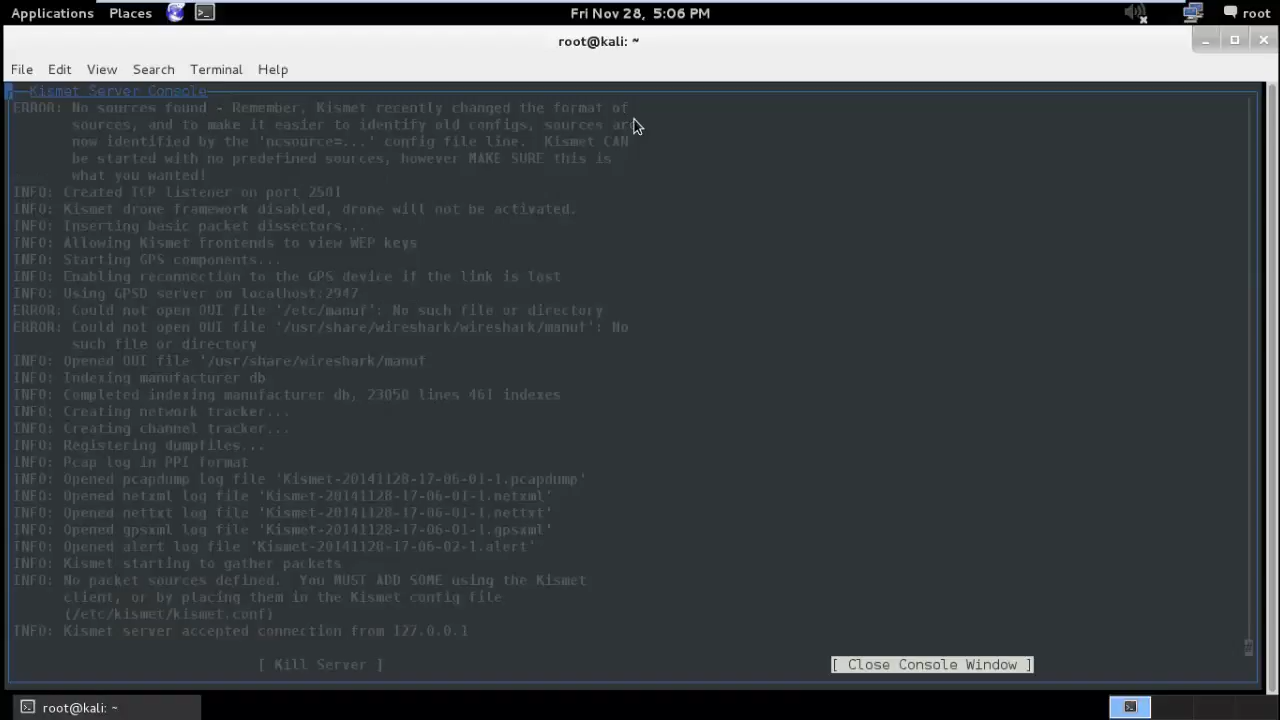 Applications Places Fri Nov 28, 5:06 PM root
root@kali: ~
File Edit View Search Terminal Help
Kismet Server Console
ERROR: No sources found - Remember, Kismet recently changed the format of
sources, and to make it easier to identify old configs, sources are
now identified by the 'ncsource=...' config file line.  Kismet CAN
be started with no predefined sources, however MAKE SURE this is
what you wanted!
INFO: Created TCP listener on port 2501
INFO: Kismet drone framework disabled, drone will not be activated.
INFO: Inserting basic packet dissectors...
INFO: Allowing Kismet frontends to view WEP keys
INFO: Starting GPS components...
INFO: Enabling reconnection to the GPS device if the link is lost
INFO: Using GPSD server on localhost:2947
ERROR: Could not open OUI file '/etc/manuf': No such file or directory
ERROR: Could not open OUI file '/usr/share/wireshark/wireshark/manuf': No
such file or directory
INFO: Opened OUI file '/usr/share/wireshark/manuf
INFO: Indexing manufacturer db
INFO: Completed indexing manufacturer db, 23050 lines 461 indexes
INFO: Creating network tracker...
INFO: Creating channel tracker...
INFO: Registering dumpfiles...
INFO: Pcap log in PPI format
INFO: Opened pcapdump log file 'Kismet-20141128-17-06-01-1.pcapdump'
INFO: Opened netxml log file 'Kismet-20141128-17-06-01-1.netxml'
INFO: Opened nettxt log file 'Kismet-20141128-17-06-01-1.nettxt'
INFO: Opened gpsxml log file 'Kismet-20141128-17-06-01-1.gpsxml'
INFO: Opened alert log file 'Kismet-20141128-17-06-02-1.alert'
INFO: Kismet starting to gather packets
INFO: No packet sources defined.  You MUST ADD SOME using the Kismet
client, or by placing them in the Kismet config file
(/etc/kismet/kismet.conf)
INFO: Kismet server accepted connection from 127.0.0.1
[ Kill Server ] [ Close Console Window ]
root@kali: ~